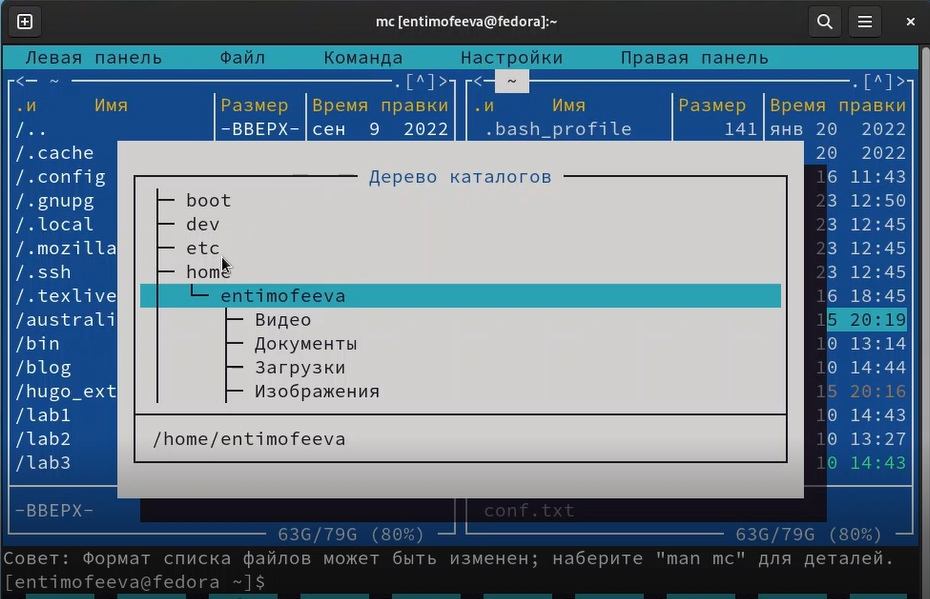 mc [entimofeeva@fedora]:~
Левая панель Файл Команда Настройки Правая панель
<─ ~ .[^]> <─ ~ .[^]>
.и Имя Размер Время правки .и Имя Размер Время правки
/.. -ВВЕРХ- сен 9 2022 .bash_profile 141 янв 20 2022
/.cache 20 2022
/.config 16 11:43
Дерево каталогов
/.gnupg 23 12:50
boot
/.local 23 12:45
dev
/.mozilla 23 12:45
etc
/.ssh 23 12:45
home
/.texlive 16 18:45
entimofeeva
/australi 15 20:19
Видео
/bin 10 13:14
Документы
/blog 10 14:44
Загрузки
/hugo_ext 15 20:16
Изображения
/lab1 10 14:43
/lab2 10 13:27
/home/entimofeeva
/lab3 10 14:43
-ВВЕРХ- conf.txt
63G/79G (80%) 63G/79G (80%)
Совет: Формат списка файлов может быть изменен; наберите "man mc" для деталей.
[entimofeeva@fedora ~]$